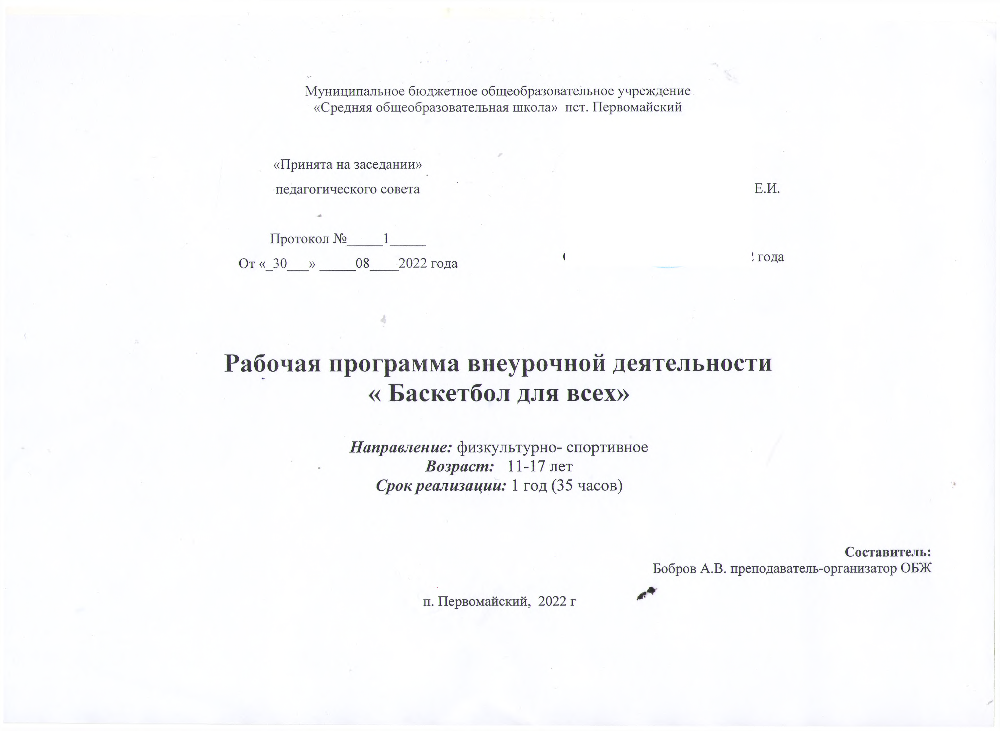 Муниципальное бюджетное общеобразовательное учреждение
«Средняя общеобразовательная школа»  пст. Первомайский
«Принята на заседании»
педагогического совета
Е.И.
Протокол №_____1_____
От «_30___» _____08____2022 года
года
Рабочая программа внеурочной деятельности
« Баскетбол для всех»
Направление: физкультурно- спортивное
Возраст:   11-17 лет
Срок реализации: 1 год (35 часов)
Составитель:
Бобров А.В. преподаватель-организатор ОБЖ
п. Первомайский,  2022 г